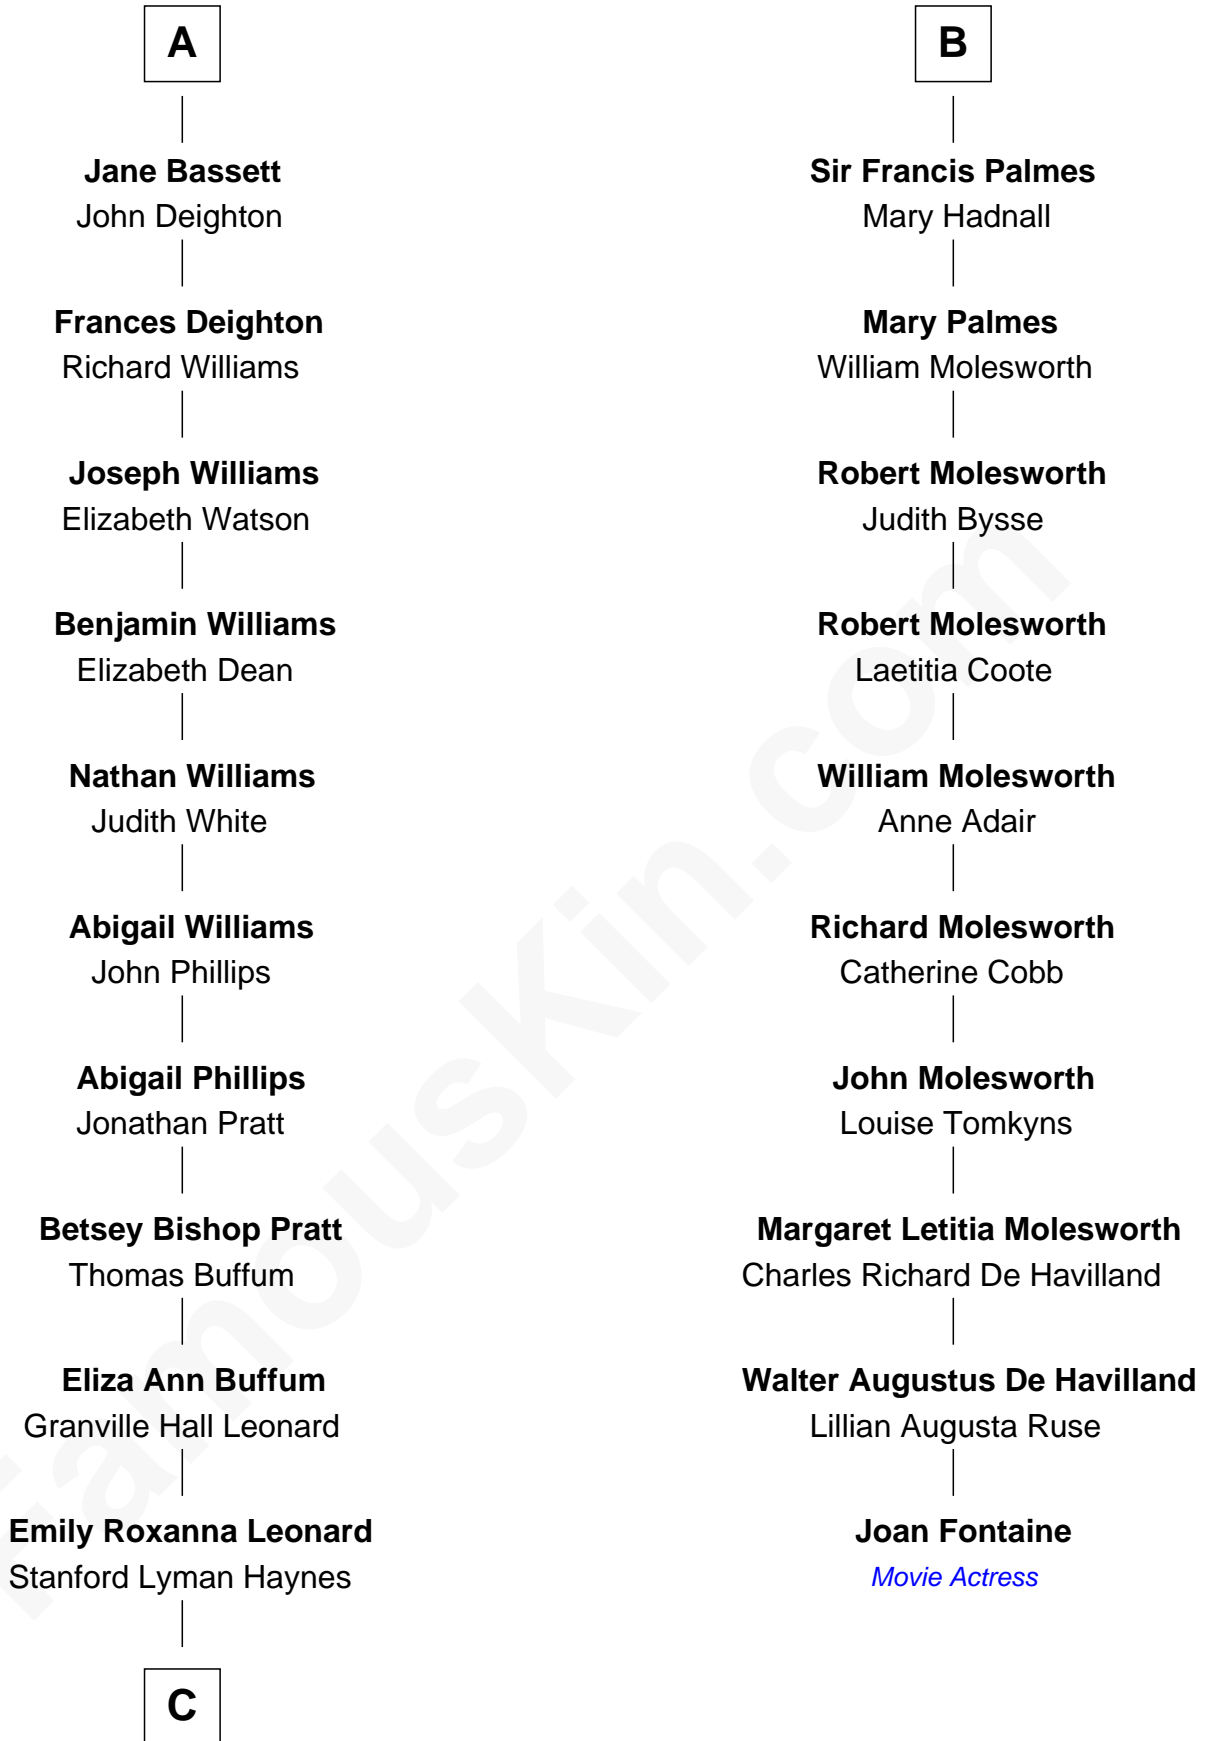 A
Jane Bassett
John Deighton
Frances Deighton
Richard Williams
Joseph Williams
Elizabeth Watson
Benjamin Williams
Elizabeth Dean
Nathan Williams
Judith White
Abigail Williams
John Phillips
Abigail Phillips
Jonathan Pratt
Betsey Bishop Pratt
Thomas Buffum
Eliza Ann Buffum
Granville Hall Leonard
Emily Roxanna Leonard
Stanford Lyman Haynes
C
B
Sir Francis Palmes
Mary Hadnall
Mary Palmes
William Molesworth
Robert Molesworth
Judith Bysse
Robert Molesworth
Laetitia Coote
William Molesworth
Anne Adair
Richard Molesworth
Catherine Cobb
John Molesworth
Louise Tomkyns
Margaret Letitia Molesworth
Charles Richard De Havilland
Walter Augustus De Havilland
Lillian Augusta Ruse
Joan Fontaine
Movie Actress
FamousKin.com